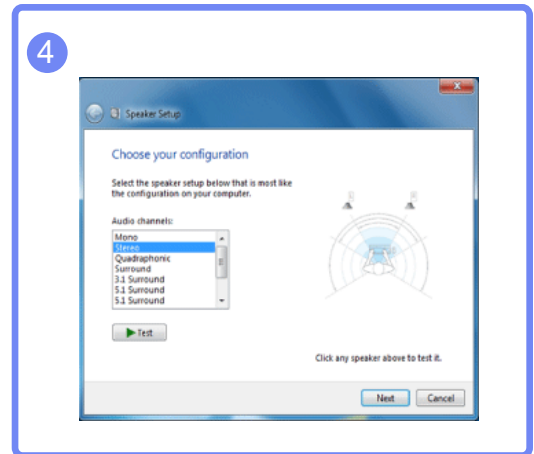 4
Speaker Setup
Choose your configuration
Select the speaker setup below that is most like
the configuration on your computer.
Audio channels:
Mono
Stereo
Quadraphonic
Surround
3.1 Surround
5.1 Surround
5.1 Surround
Test
Click any speaker above to test it.
Next
Cancel